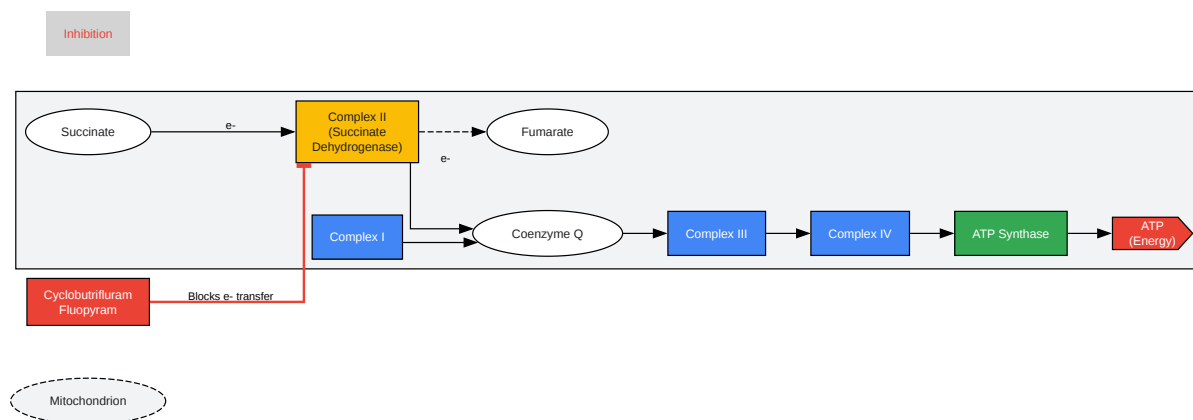 Inhibition
Succinate
e-
Complex II
(Succinate
Dehydrogenase)
Fumarate
e-
Complex I
Coenzyme Q
Complex III
Complex IV
ATP Synthase
ATP
(Energy)
Cyclobutrifluram
Fluopyram
Blocks e- transfer
Mitochondrion